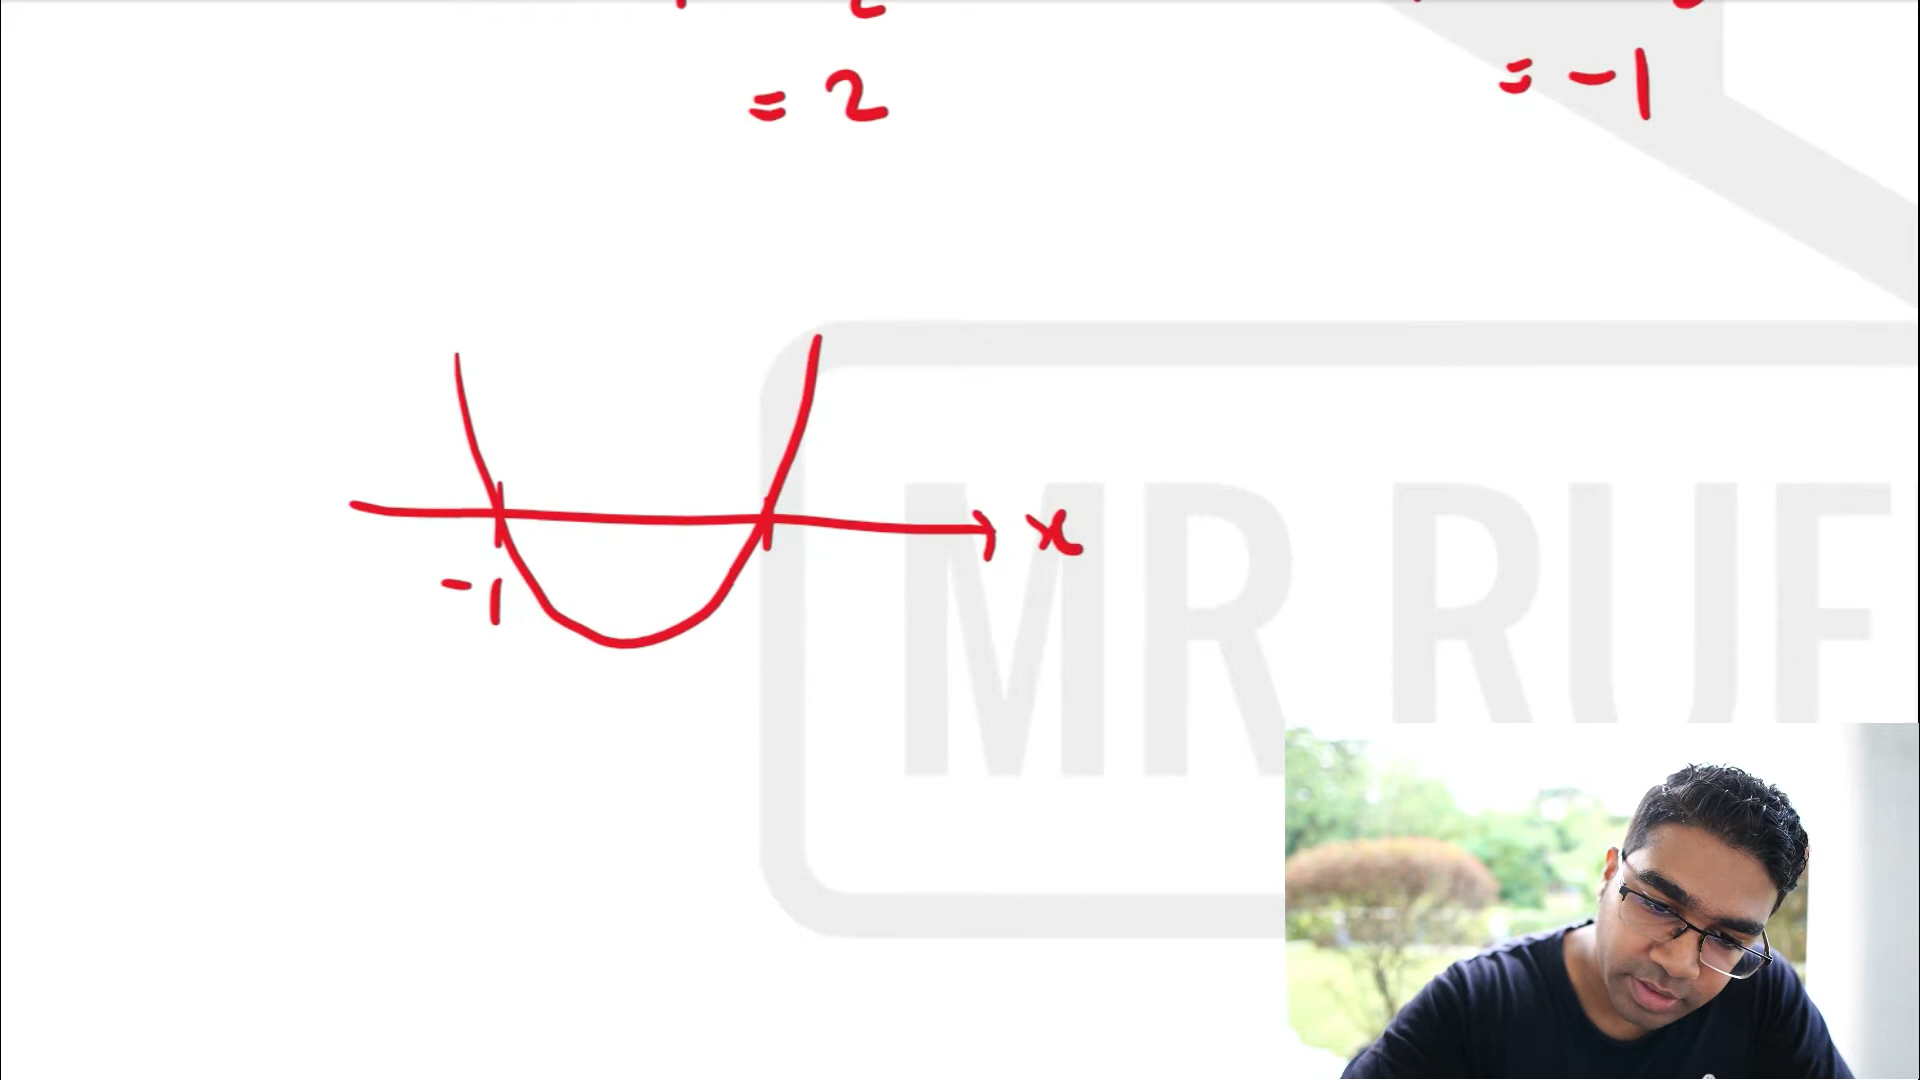 = 2
= -1
x
-1
MR RUF